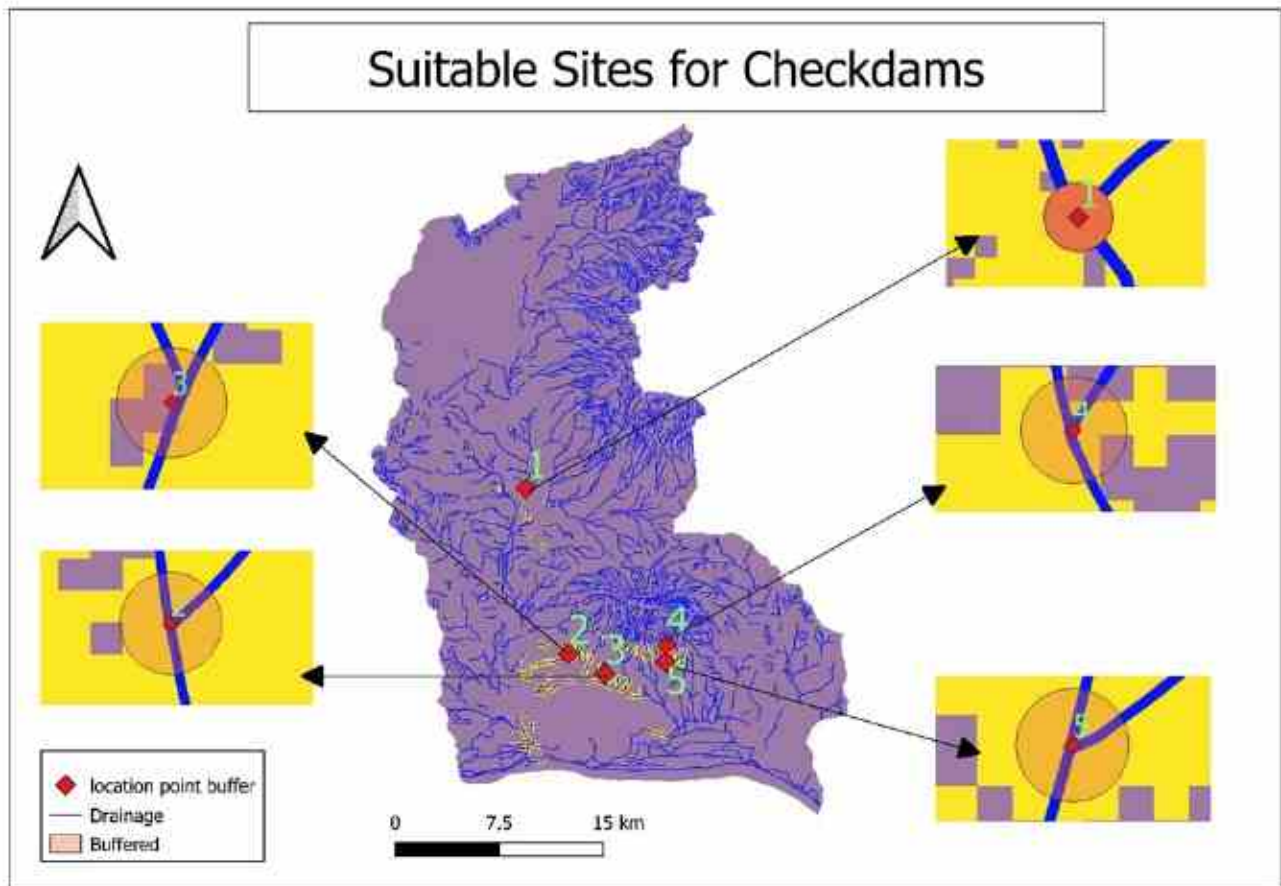 Suitable Sites for Checkdams
1
3
4
1
2
3
4
5
5
location point buffer
Drainage
Buffered
0 7.5 15 km